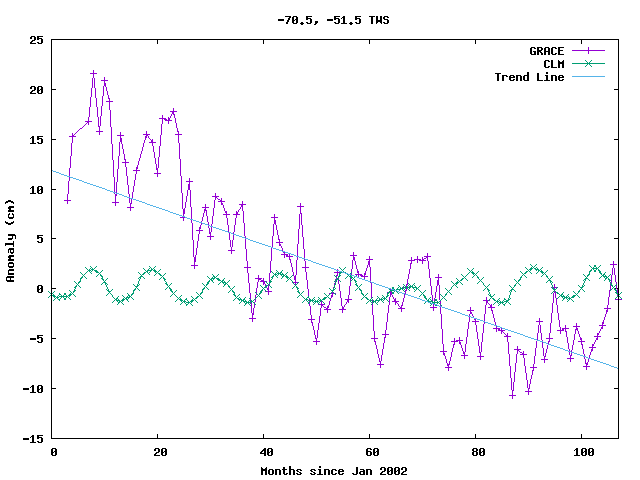 -70.5, -51.5 TWS
GRACE
CLM
Trend Line
25
20
15
10
5
0
-5
-10
-15
Anomaly (cm)
0 20 40 60 80 100
Months since Jan 2002